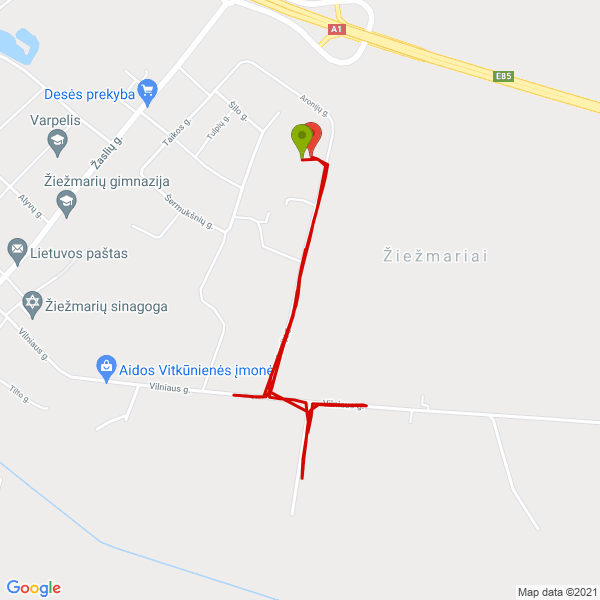 A1
E85
Desės prekyba
Aronijų g.
Šilo g.
Varpelis
Tulpių g.
Taikos g.
Žaslių g.
Žiežmarių gimnazija
Alyvų g.
Šermukšnių g.
Lietuvos paštas
Žiežmariai
Žiežmarių sinagoga
Vilniaus g.
Aidos Vitkūnienės įmonė
Vilniaus g.
Tilto g.
Vilniaus g.
Google
Map data ©2021